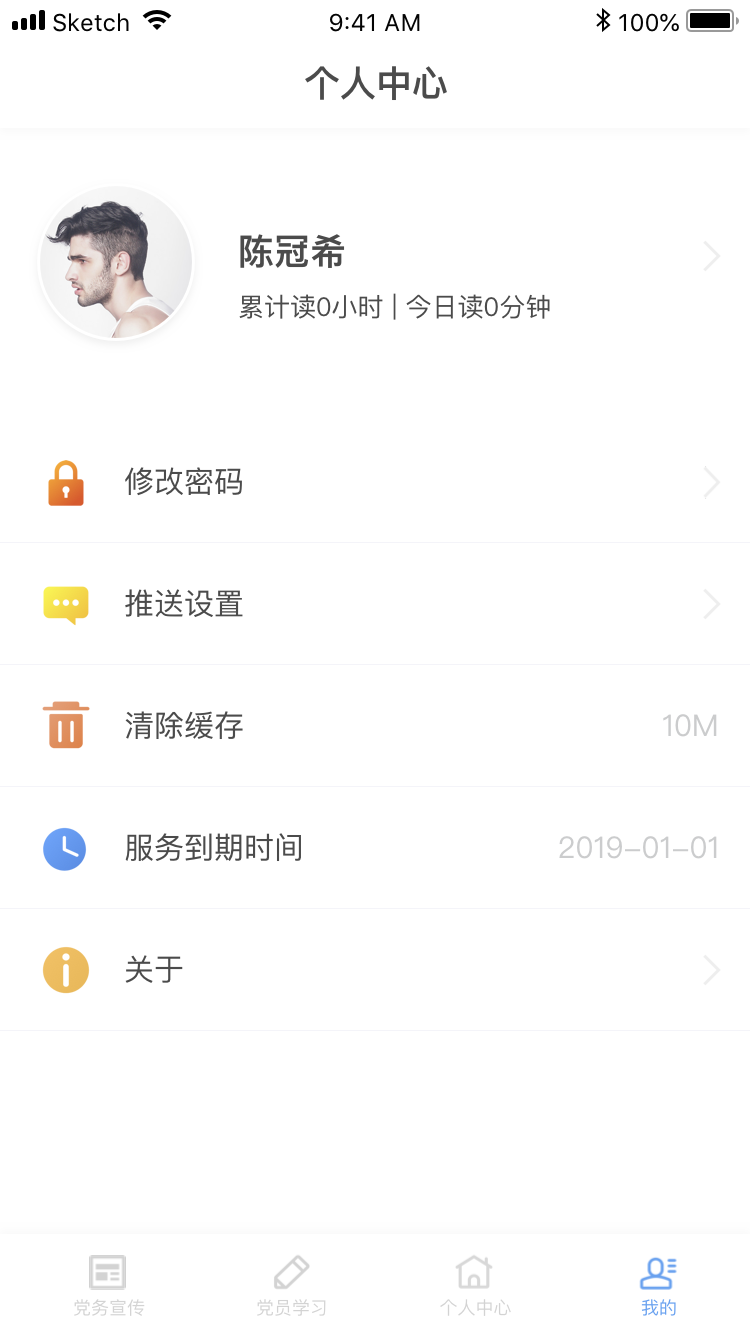 Sketch 9:41 AM 100%
个人中心
陈冠希
累计读0小时 | 今日读0分钟
修改密码
推送设置
清除缓存 10M
服务到期时间 2019-01-01
关于
党务宣传 党员学习 个人中心 我的